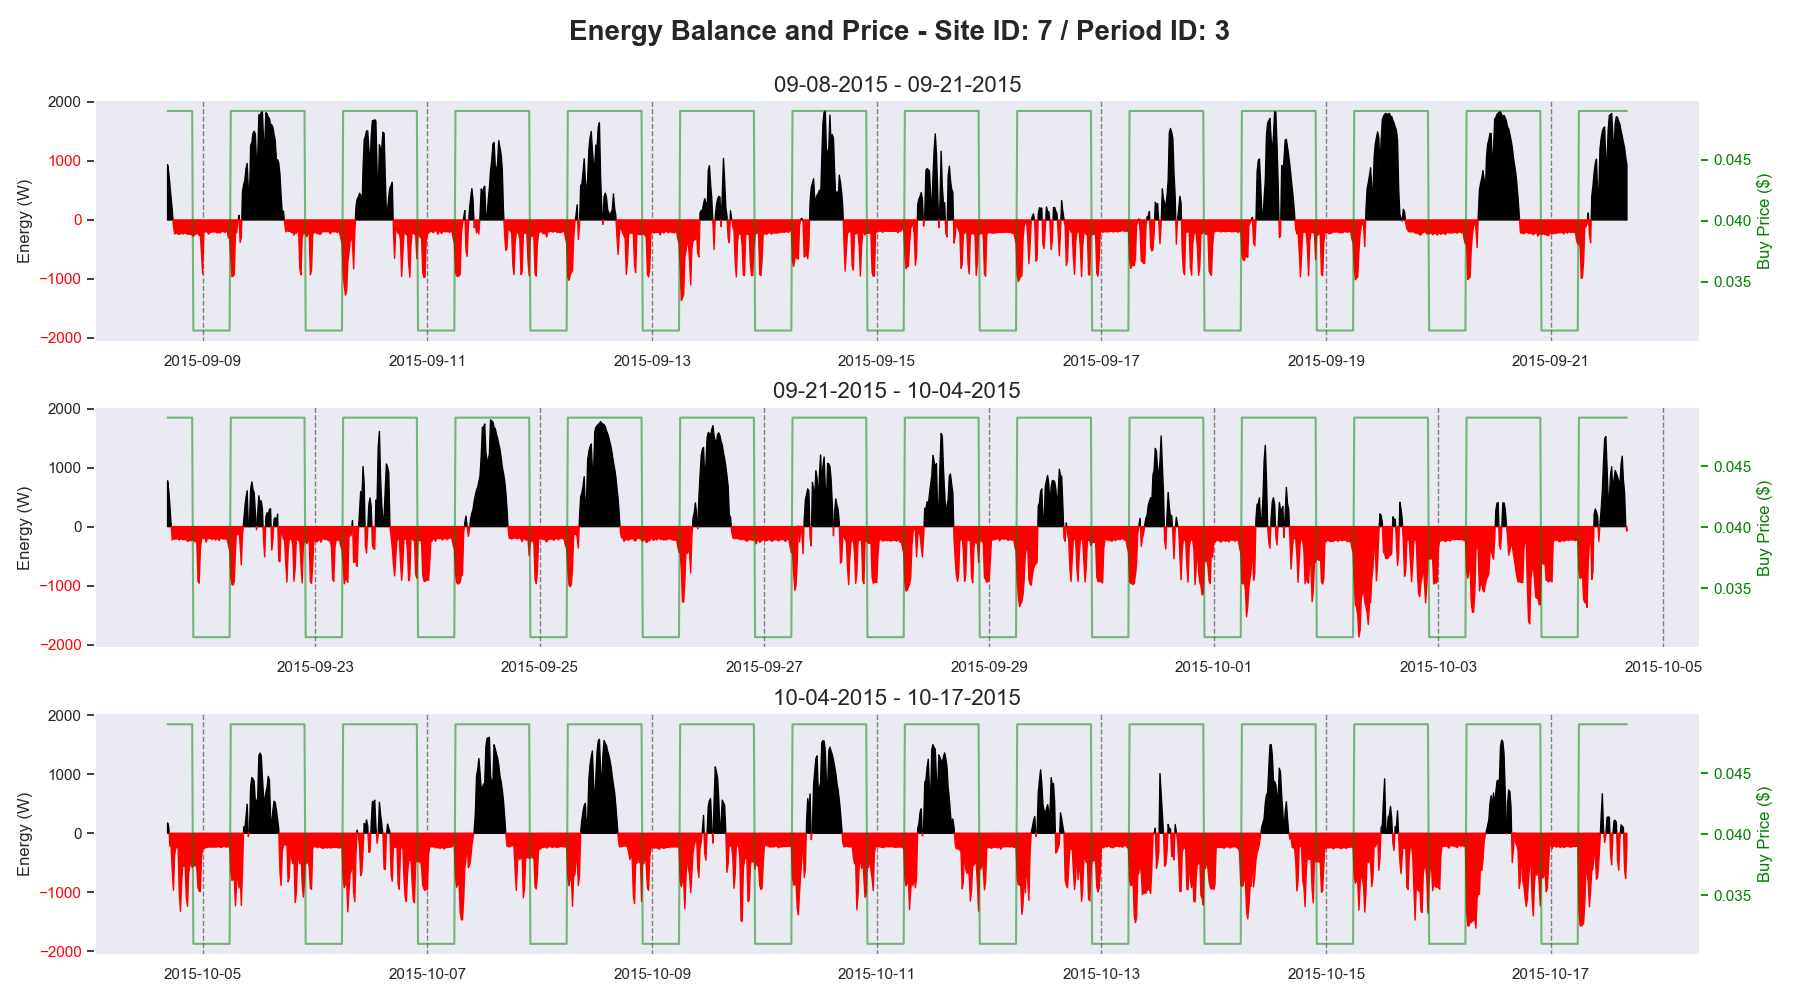 Energy Balance and Price - Site ID: 7 / Period ID: 3
09-08-2015 - 09-21-2015
Energy (W)
2000
1000
0
−1000
−2000
0.045
0.040
0.035
Buy Price ($)
2015-09-09 2015-09-11 2015-09-13 2015-09-15 2015-09-17 2015-09-19 2015-09-21
09-21-2015 - 10-04-2015
Energy (W)
2000
1000
0
−1000
−2000
0.045
0.040
0.035
Buy Price ($)
2015-09-23 2015-09-25 2015-09-27 2015-09-29 2015-10-01 2015-10-03 2015-10-05
10-04-2015 - 10-17-2015
Energy (W)
2000
1000
0
−1000
−2000
0.045
0.040
0.035
Buy Price ($)
2015-10-05 2015-10-07 2015-10-09 2015-10-11 2015-10-13 2015-10-15 2015-10-17